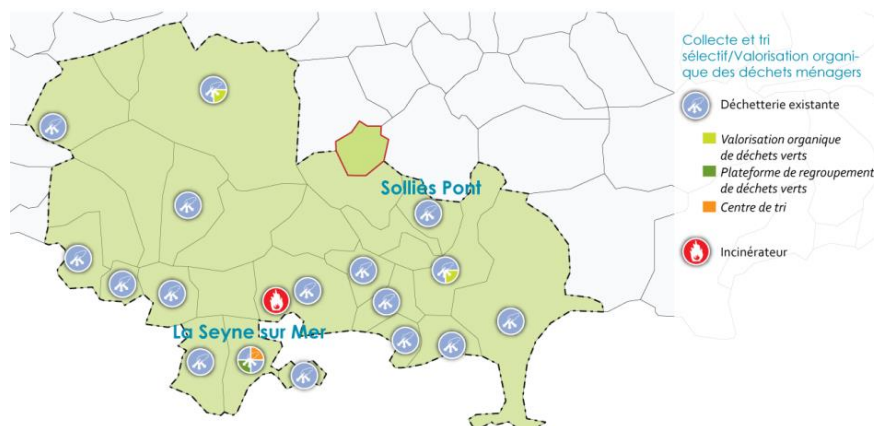 Collecte et tri
sélectif/Valorisation organi-
que des déchets ménagers
Déchetterie existante
Valorisation organique
de déchets verts
Plateforme de regroupement
de déchets verts
Centre de tri
Incinérateur
Solliès Pont
La Seyne sur Mer